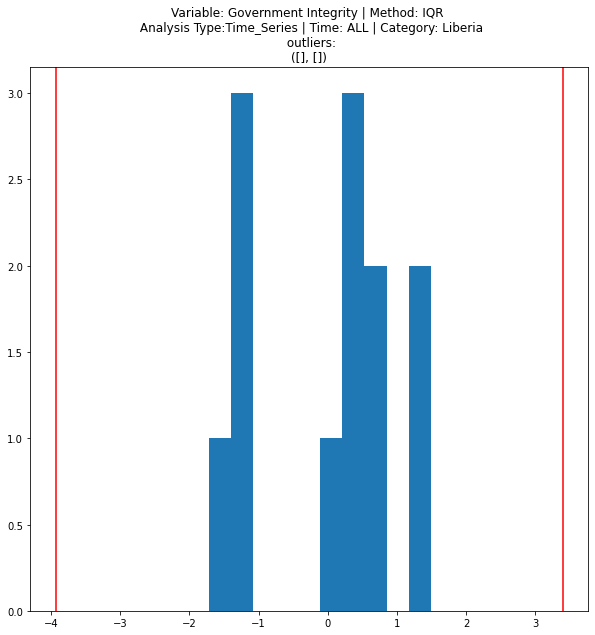 Variable: Government Integrity | Method: IQR
Analysis Type:Time_Series | Time: ALL | Category: Liberia
outliers:
([], [])
3.0
2.5
2.0
1.5
1.0
0.5
0.0
−4 −3 −2 −1 0 1 2 3